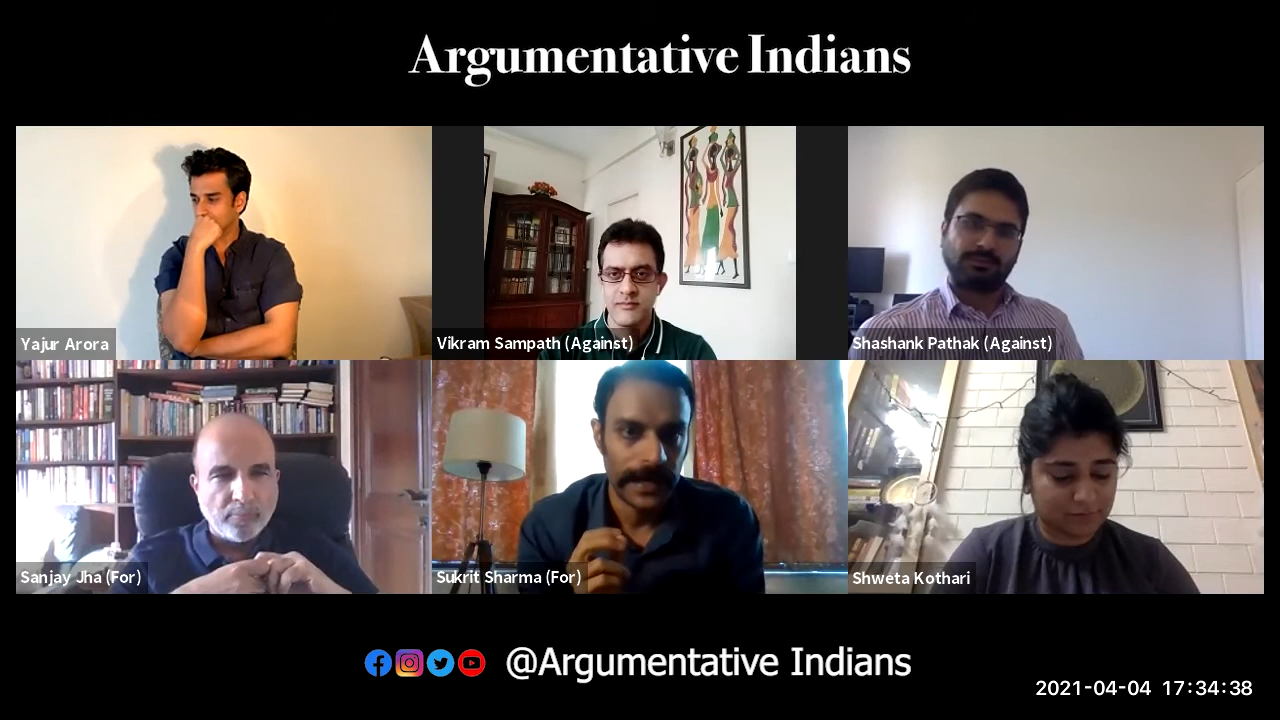 Argumentative Indians
Yajur Arora
Vikram Sampath (Against)
Shashank Pathak (Against)
Sanjay Jha (For)
Sukrit Sharma (For)
Shweta Kothari
@Argumentative Indians
2021-04-04 17:34:38